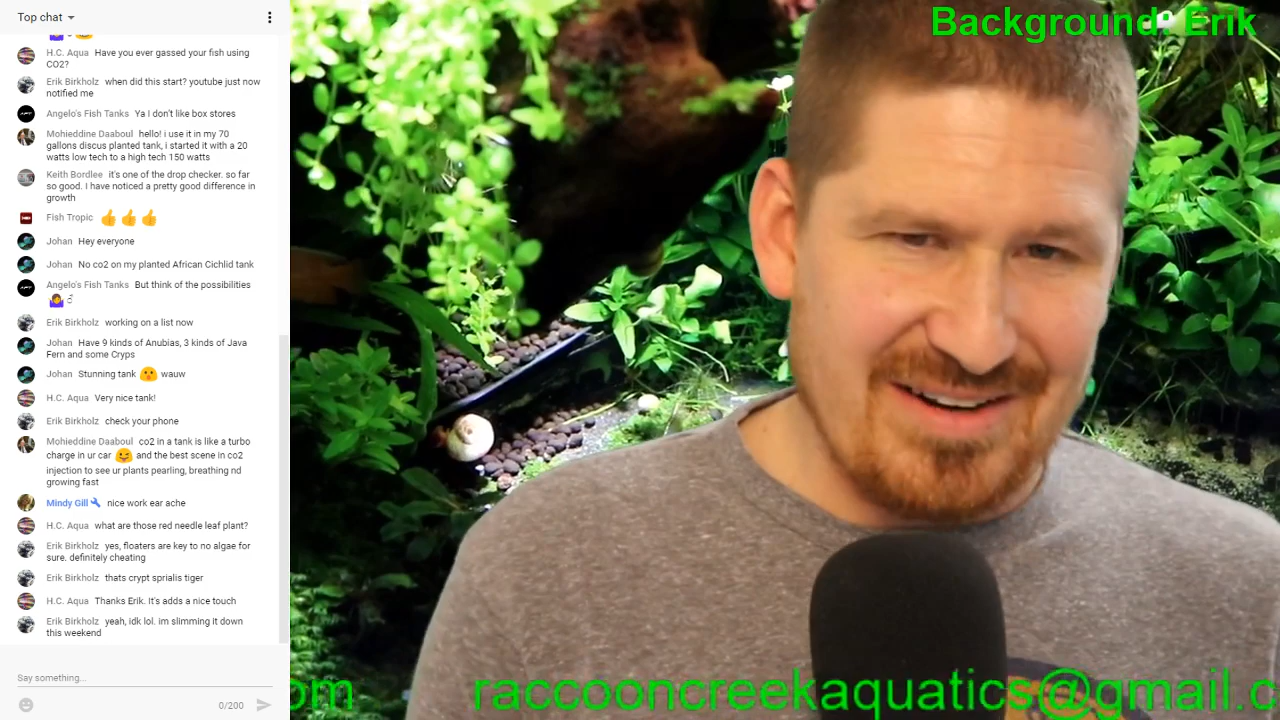 Top chat
Background: Erik
H.C. Aqua Have you ever gassed your fish using
CO2?
Erik Birkholz when did this start? youtube just now
notified me
Angelo's Fish Tanks Ya I don't like box stores
Mohieddine Daaboul hello! i use it in my 70
gallons discus planted tank, i started it with a 20
watts low tech to a high tech 150 watts
Keith Bordlee it's one of the drop checker. so far
so good. I have noticed a pretty good difference in
growth
Fish Tropic 👍👍👍
Johan Hey everyone
Johan No co2 on my planted African Cichlid tank
Angelo's Fish Tanks But think of the possibilities
Erik Birkholz working on a list now
Johan Have 9 kinds of Anubias, 3 kinds of Java
Fern and some Cryps
Johan Stunning tank 😮 wauw
H.C. Aqua Very nice tank!
Erik Birkholz check your phone
Mohieddine Daaboul co2 in a tank is like a turbo
charge in ur car 😜 and the best scene in co2
injection to see ur plants pearling, breathing nd
growing fast
Mindy Gill nice work ear ache
H.C. Aqua what are those red needle leaf plant?
Erik Birkholz yes, floaters are key to no algae for
sure. definitely cheating
Erik Birkholz thats crypt sprialis tiger
H.C. Aqua Thanks Erik. It's adds a nice touch
Erik Birkholz yeah, idk lol. im slimming it down
this weekend
Say something...
0/200
om raccooncreekaquatics@gmail.c